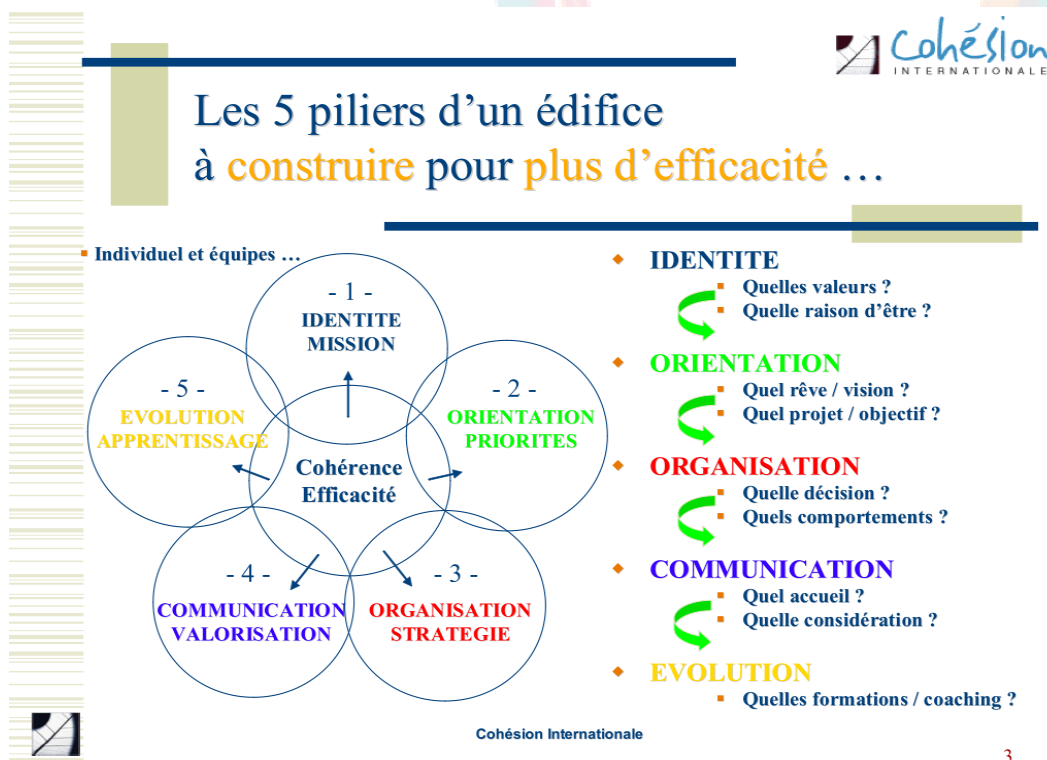 Cohésion
INTERNATIONALE
Les 5 piliers d’un édifice
à construire pour plus d’efficacité …
Individuel et équipes …
- 1 -
IDENTITE
MISSION
- 5 -
EVOLUTION
APPRENTISSAGE
- 2 -
ORIENTATION
PRIORITES
Cohérence
Efficacité
- 4 -
COMMUNICATION
VALORISATION
- 3 -
ORGANISATION
STRATEGIE
IDENTITE
Quelles valeurs ?
Quelle raison d’être ?
ORIENTATION
Quel rêve / vision ?
Quel projet / objectif ?
ORGANISATION
Quelle décision ?
Quels comportements ?
COMMUNICATION
Quel accueil ?
Quelle considération ?
EVOLUTION
Quelles formations / coaching ?
Cohésion Internationale
3